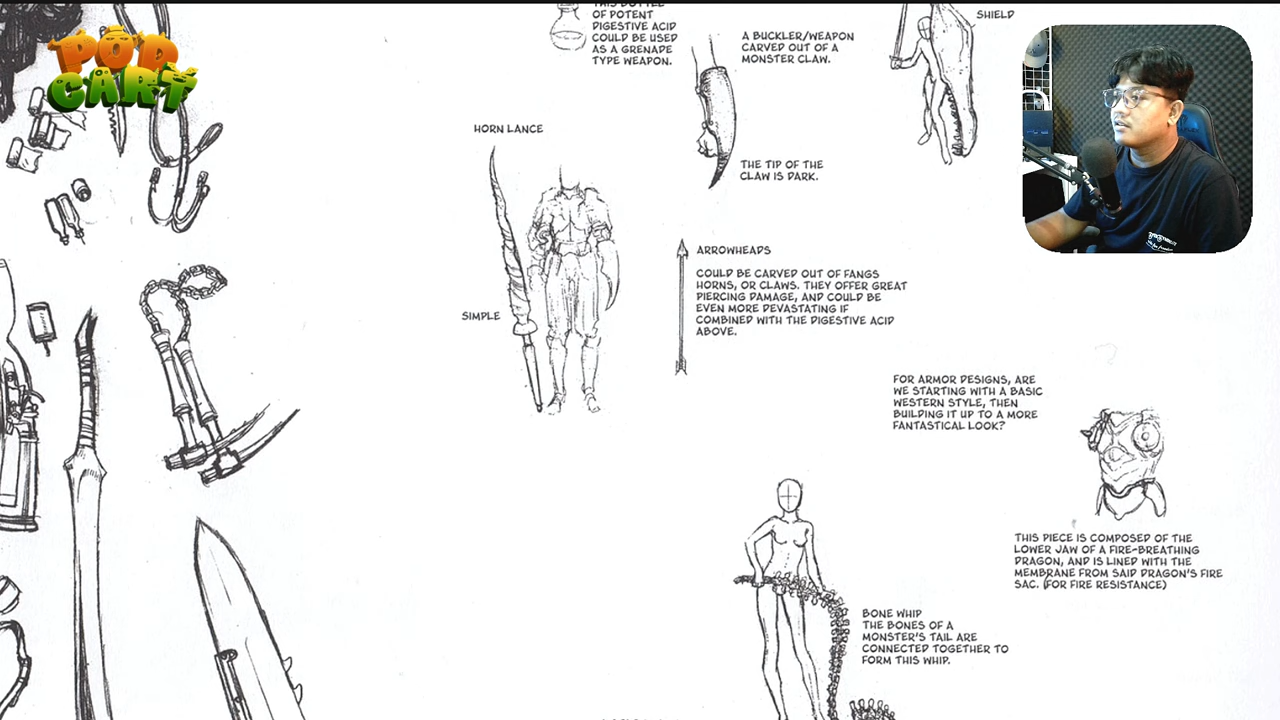 POD
CART
THIS BOTTLE
OF POTENT
DIGESTIVE ACID
COULD BE USED
AS A GRENADE
TYPE WEAPON.
A BUCKLER/WEAPON
CARVED OUT OF A
MONSTER CLAW.
SHIELD
HORN LANCE
THE TIP OF THE
CLAW IS DARK.
SIMPLE
ARROWHEADS
COULD BE CARVED OUT OF FANGS
HORNS, OR CLAWS. THEY OFFER GREAT
PIERCING DAMAGE, AND COULD BE
EVEN MORE DEVASTATING IF
COMBINED WITH THE DIGESTIVE ACID
ABOVE.
FOR ARMOR DESIGNS, ARE
WE STARTING WITH A BASIC
WESTERN STYLE, THEN
BUILDING IT UP TO A MORE
FANTASTICAL LOOK?
THIS PIECE IS COMPOSED OF THE
LOWER JAW OF A FIRE-BREATHING
DRAGON, AND IS LINED WITH THE
MEMBRANE FROM SAID DRAGON'S FIRE
SAC. (FOR FIRE RESISTANCE)
BONE WHIP
THE BONES OF A
MONSTER'S TAIL ARE
CONNECTED TOGETHER TO
FORM THIS WHIP.